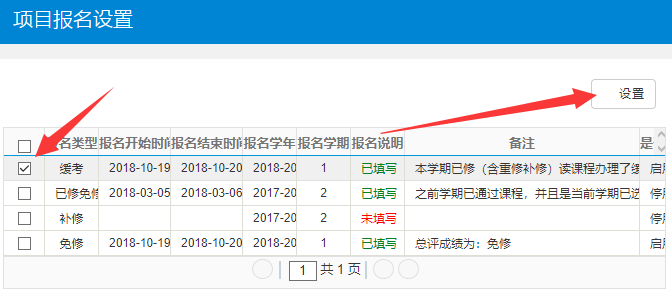 项目报名设置
设置
名类型 报名开始时间 报名结束时间 报名学年 报名学期 报名说明 备注 是
缓考 2018-10-19 2018-10-20 2018-20 1 已填写 本学期已修（含重修补修）读课程办理了缓 启用
已修免修 2018-03-05 2018-03-06 2017-20 2 已填写 之前学期已通过课程，并且是当前学期已选 停用
补修 2017-20 2 未填写 停用
免修 2018-10-19 2018-10-20 2018-20 1 已填写 总评成绩为：免修 启用
1 共 1 页